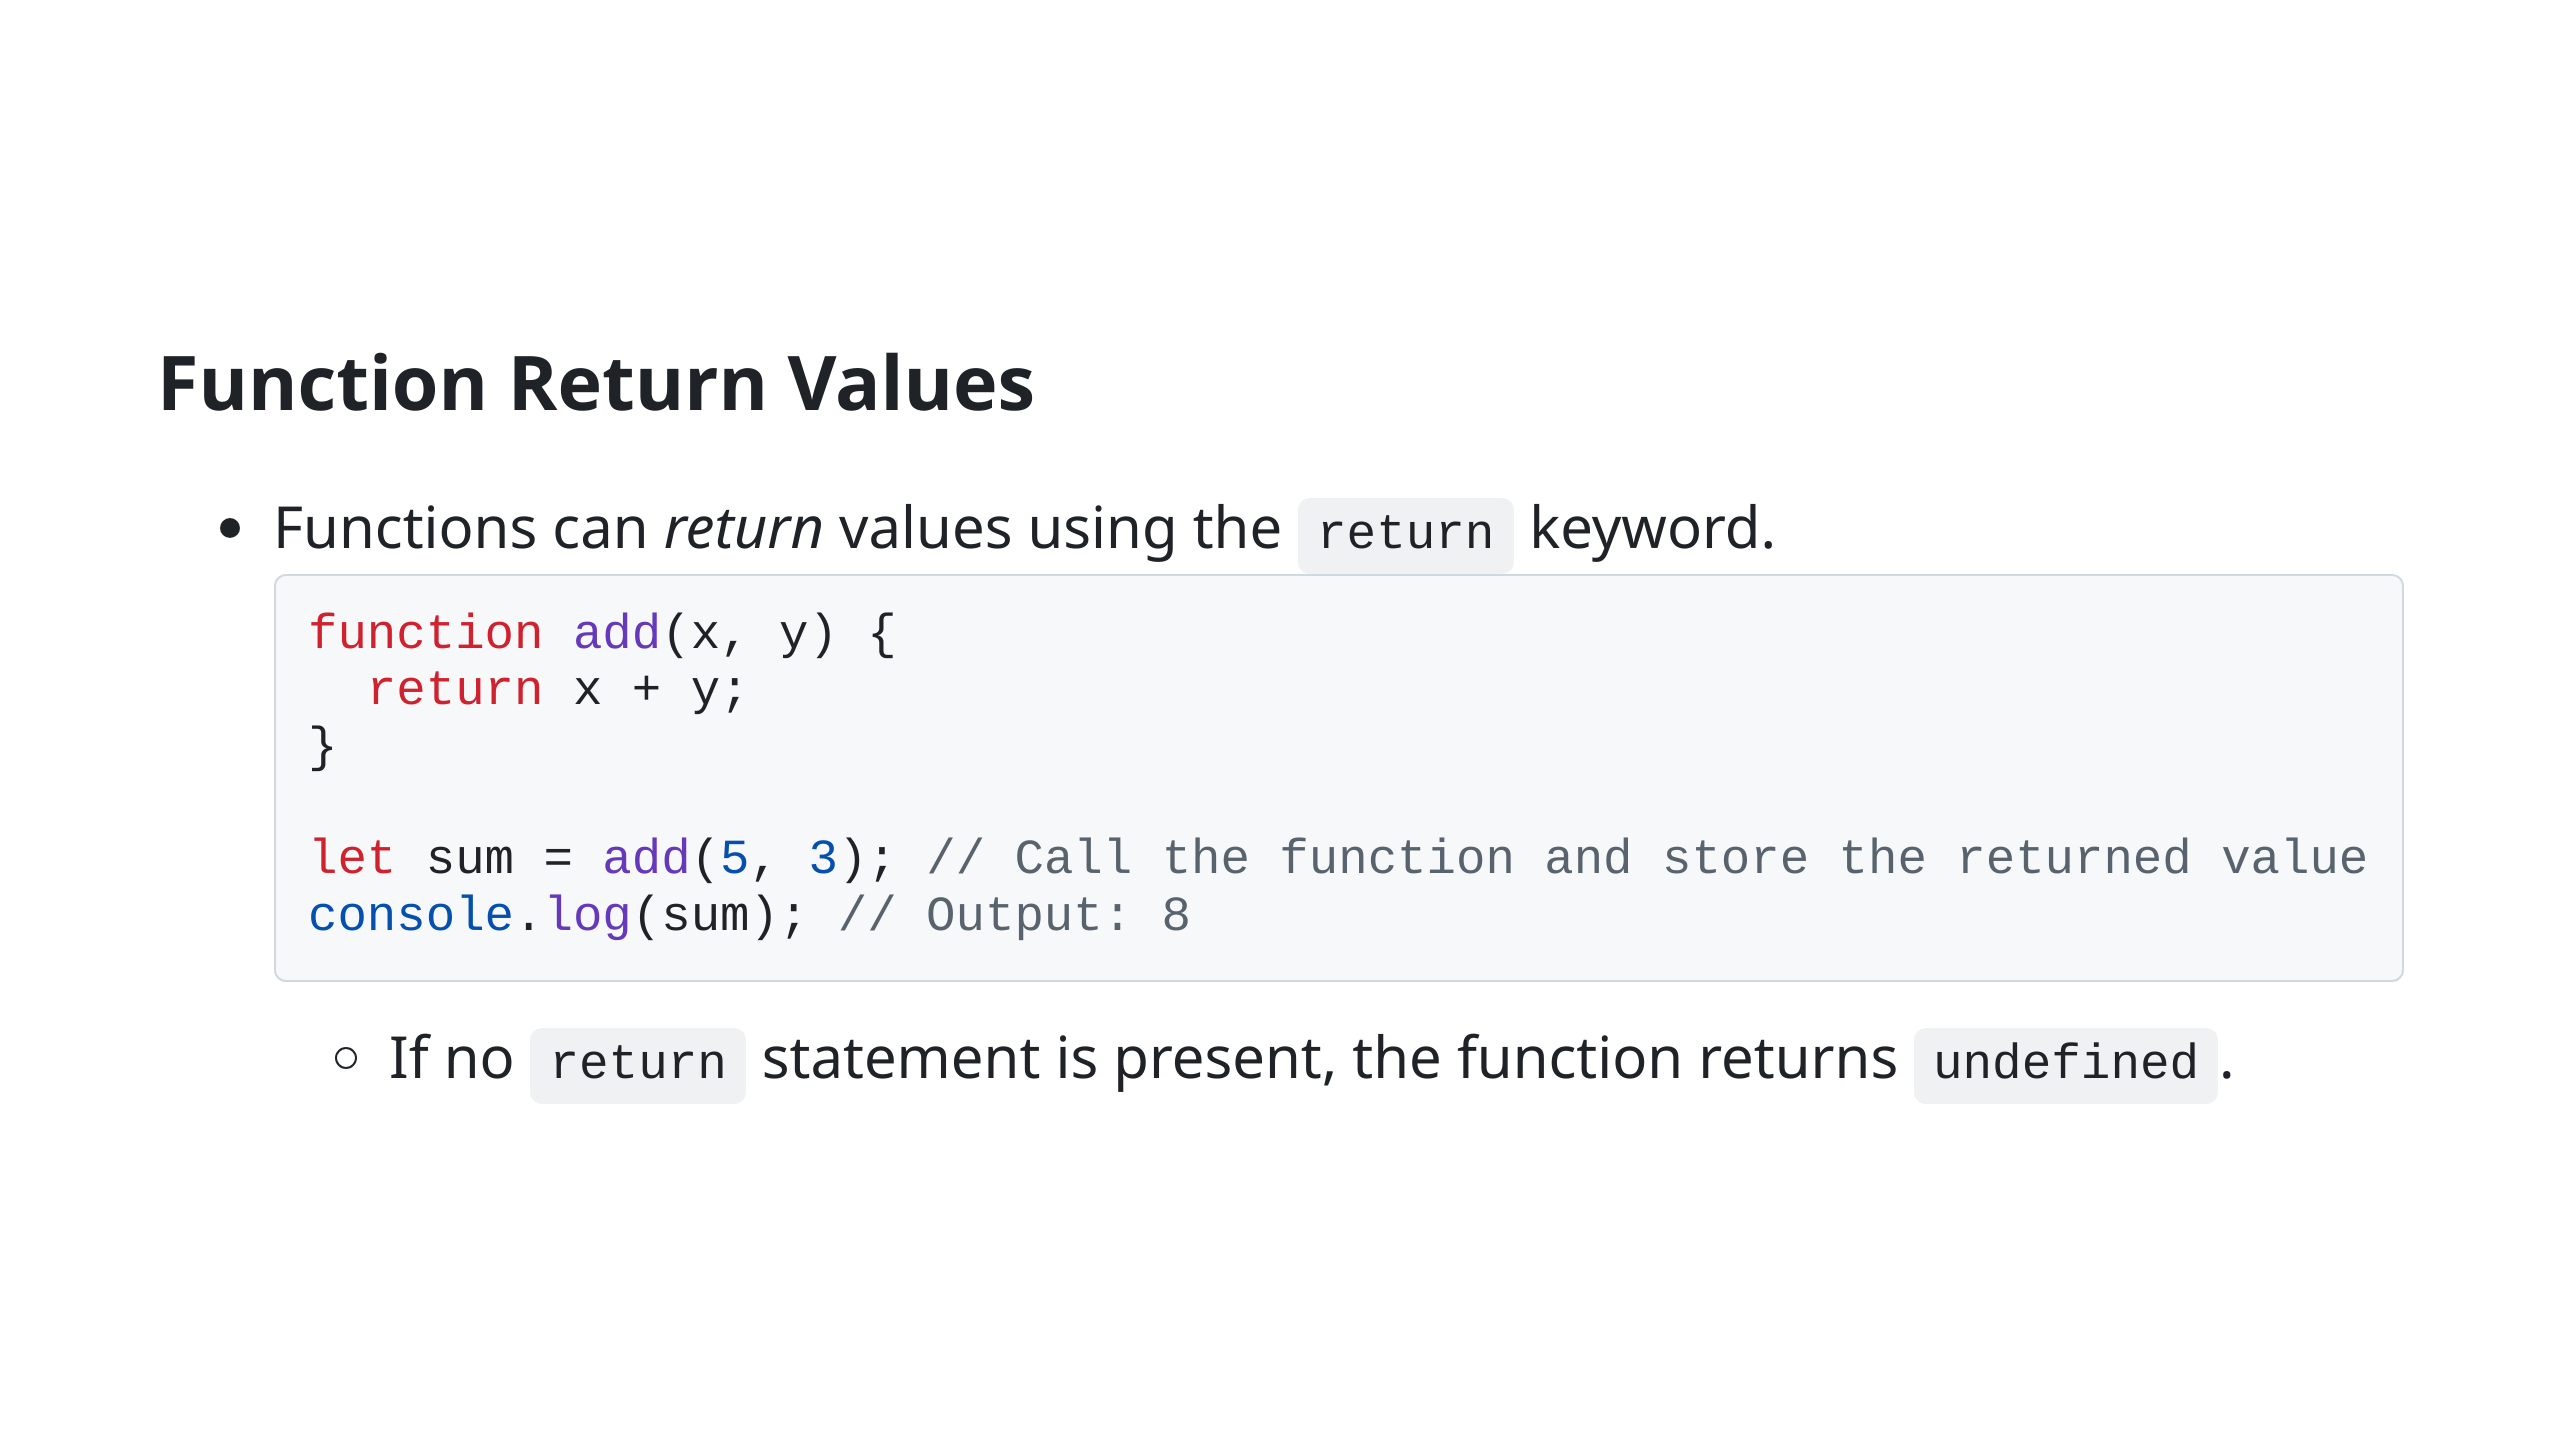 Function Return Values
Functions can return values using the return keyword.
function add(x, y) {
  return x + y;
}
let sum = add(5, 3); // Call the function and store the returned value
console.log(sum); // Output: 8
If no return statement is present, the function returns undefined.